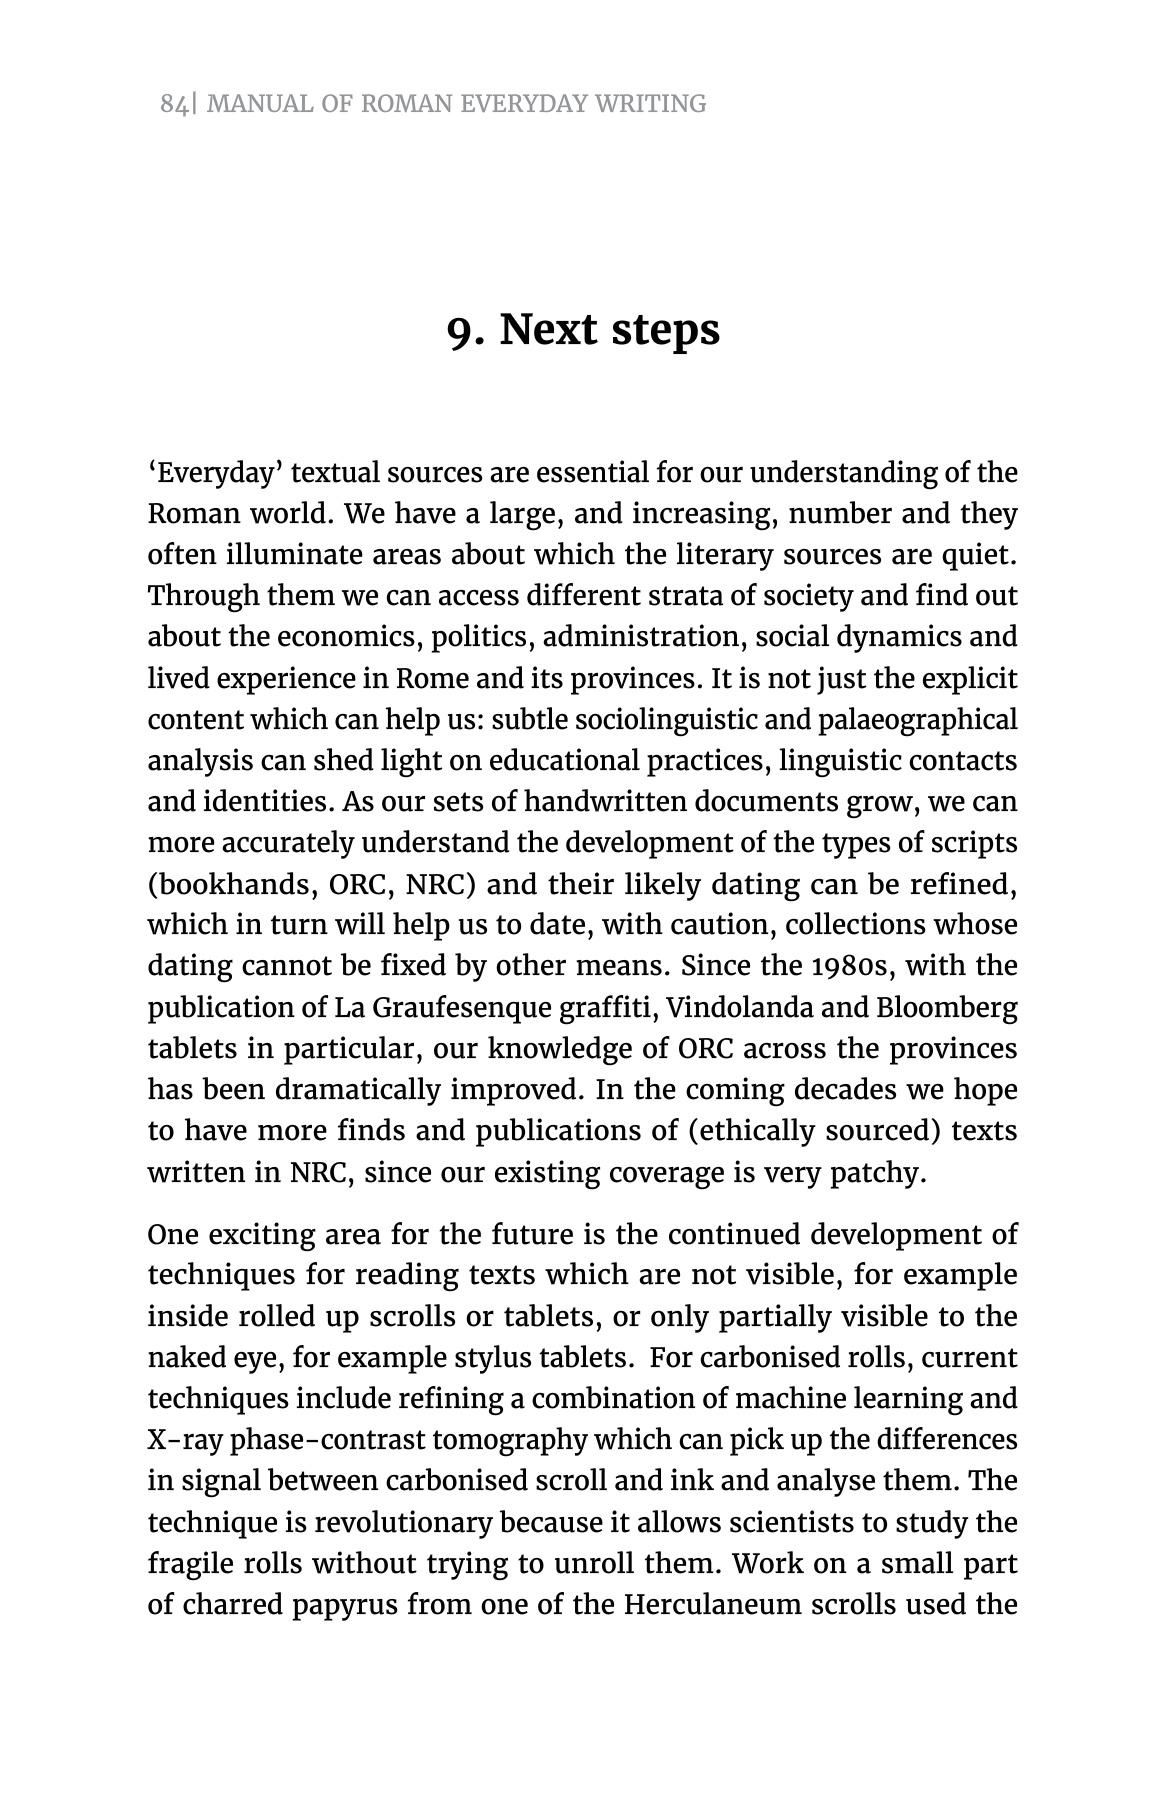 84| MANUAL OF ROMAN EVERYDAY WRITING
9. Next steps
‘Everyday’ textual sources are essential for our understanding of the
Roman world. We have a large, and increasing, number and they
often illuminate areas about which the literary sources are quiet.
Through them we can access different strata of society and find out
about the economics, politics, administration, social dynamics and
lived experience in Rome and its provinces. It is not just the explicit
content which can help us: subtle sociolinguistic and palaeographical
analysis can shed light on educational practices, linguistic contacts
and identities. As our sets of handwritten documents grow, we can
more accurately understand the development of the types of scripts
(bookhands, ORC, NRC) and their likely dating can be refined,
which in turn will help us to date, with caution, collections whose
dating cannot be fixed by other means. Since the 1980s, with the
publication of La Graufesenque graffiti, Vindolanda and Bloomberg
tablets in particular, our knowledge of ORC across the provinces
has been dramatically improved. In the coming decades we hope
to have more finds and publications of (ethically sourced) texts
written in NRC, since our existing coverage is very patchy.
One exciting area for the future is the continued development of
techniques for reading texts which are not visible, for example
inside rolled up scrolls or tablets, or only partially visible to the
naked eye, for example stylus tablets.  For carbonised rolls, current
techniques include refining a combination of machine learning and
X-ray phase-contrast tomography which can pick up the differences
in signal between carbonised scroll and ink and analyse them. The
technique is revolutionary because it allows scientists to study the
fragile rolls without trying to unroll them. Work on a small part
of charred papyrus from one of the Herculaneum scrolls used the